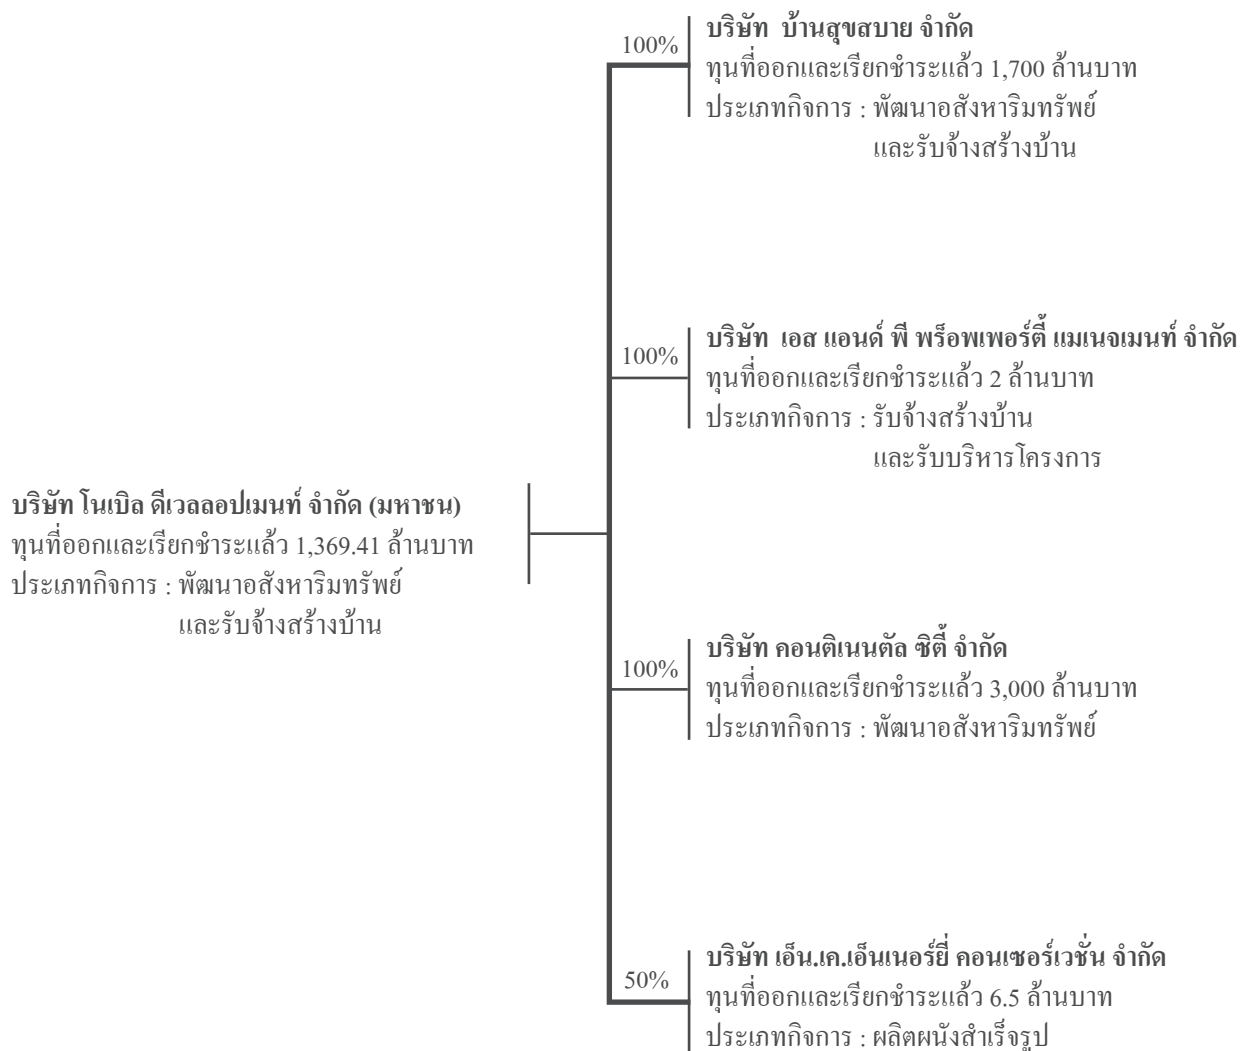 100%
บริษัท บ้านสุขสบาย จำกัด
ทุนที่ออกและเรียกชำระแล้ว 1,700 ล้านบาท
ประเภทกิจการ : พัฒนาอสังหาริมทรัพย์
และรับจ้างสร้างบ้าน
100%
บริษัท เอส แอนด์ พี พร็อพเพอร์ตี้ แมเนจเมนท์ จำกัด
ทุนที่ออกและเรียกชำระแล้ว 2 ล้านบาท
ประเภทกิจการ : รับจ้างสร้างบ้าน
และรับบริหารโครงการ
บริษัท โนเบิล ดีเวลลอปเมนท์ จำกัด (มหาชน)
ทุนที่ออกและเรียกชำระแล้ว 1,369.41 ล้านบาท
ประเภทกิจการ : พัฒนาอสังหาริมทรัพย์
และรับจ้างสร้างบ้าน
100%
บริษัท คอนติเนนตัล ซิตี้ จำกัด
ทุนที่ออกและเรียกชำระแล้ว 3,000 ล้านบาท
ประเภทกิจการ : พัฒนาอสังหาริมทรัพย์
50%
บริษัท เอ็น.เค.เอ็นเนอร์ยี่ คอนเซอร์เวชั่น จำกัด
ทุนที่ออกและเรียกชำระแล้ว 6.5 ล้านบาท
ประเภทกิจการ : ผลิตผนังสำเร็จรูป